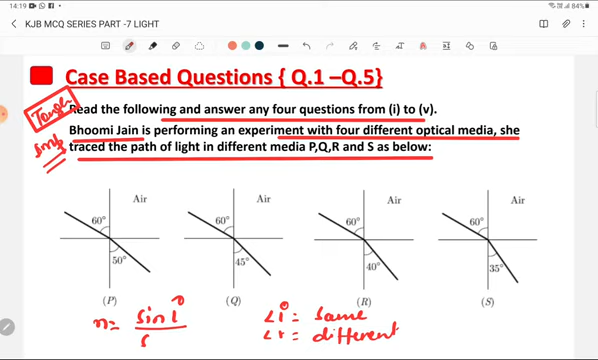 14:19
84%
KJB MCQ SERIES PART -7 LIGHT
Case Based Questions { Q.1 –Q.5}
Tough
Read the following and answer any four questions from (i) to (v).
Bhoomi Jain is performing an experiment with four different optical media, she
traced the path of light in different media P,Q,R and S as below:
Air Air Air Air
60° 60° 60° 60°
50° 45° 40° 35°
(P) (Q) (R) (S)
n = sin i ∠i = same
s ∠r = different